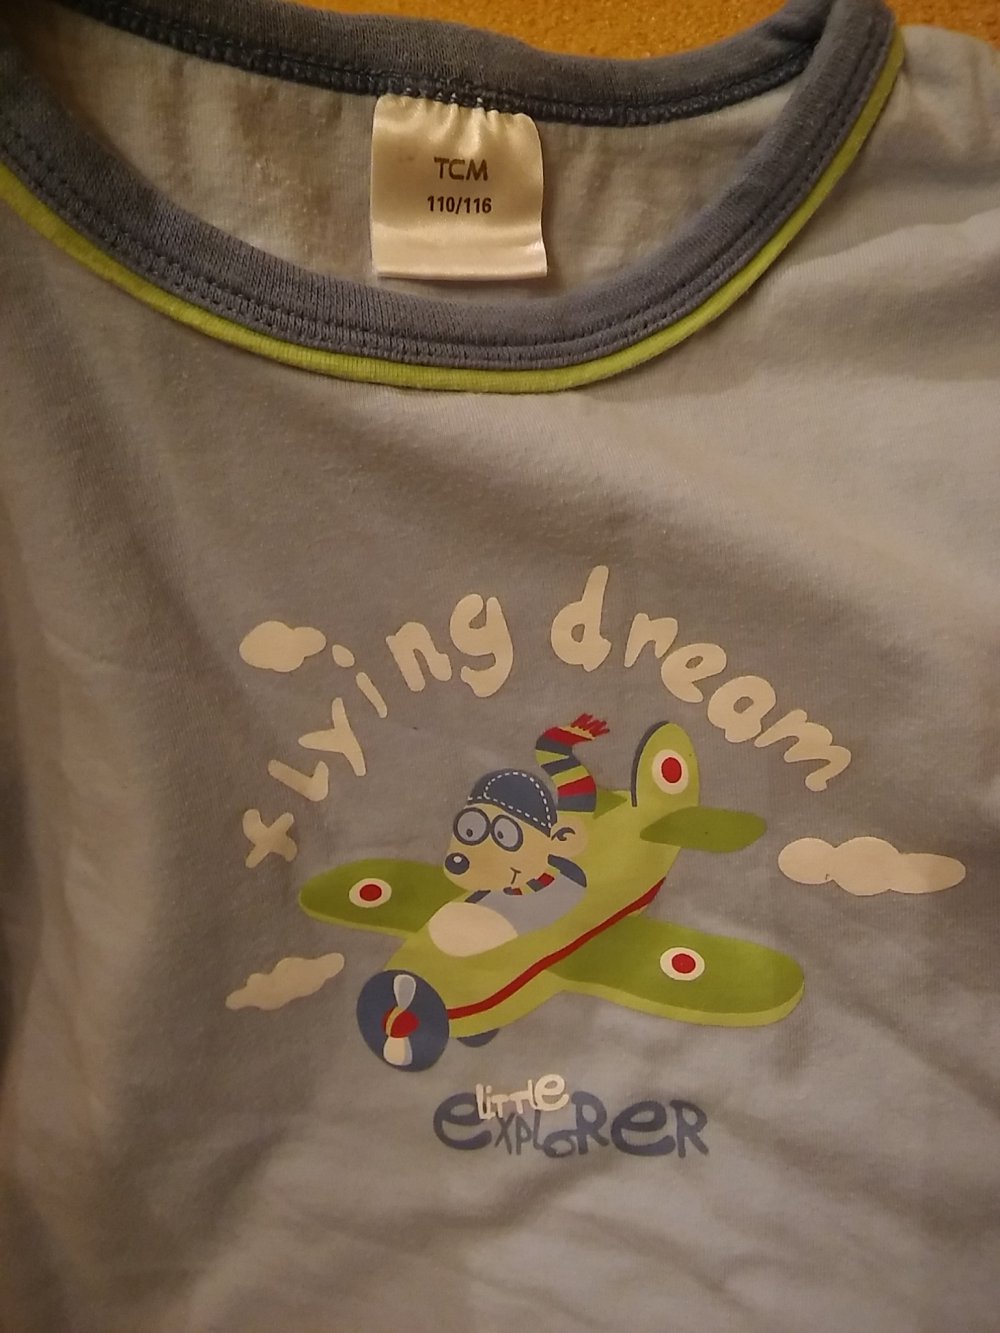 TCM
110/116
flying dream
LiTTLe
eXPLoReR